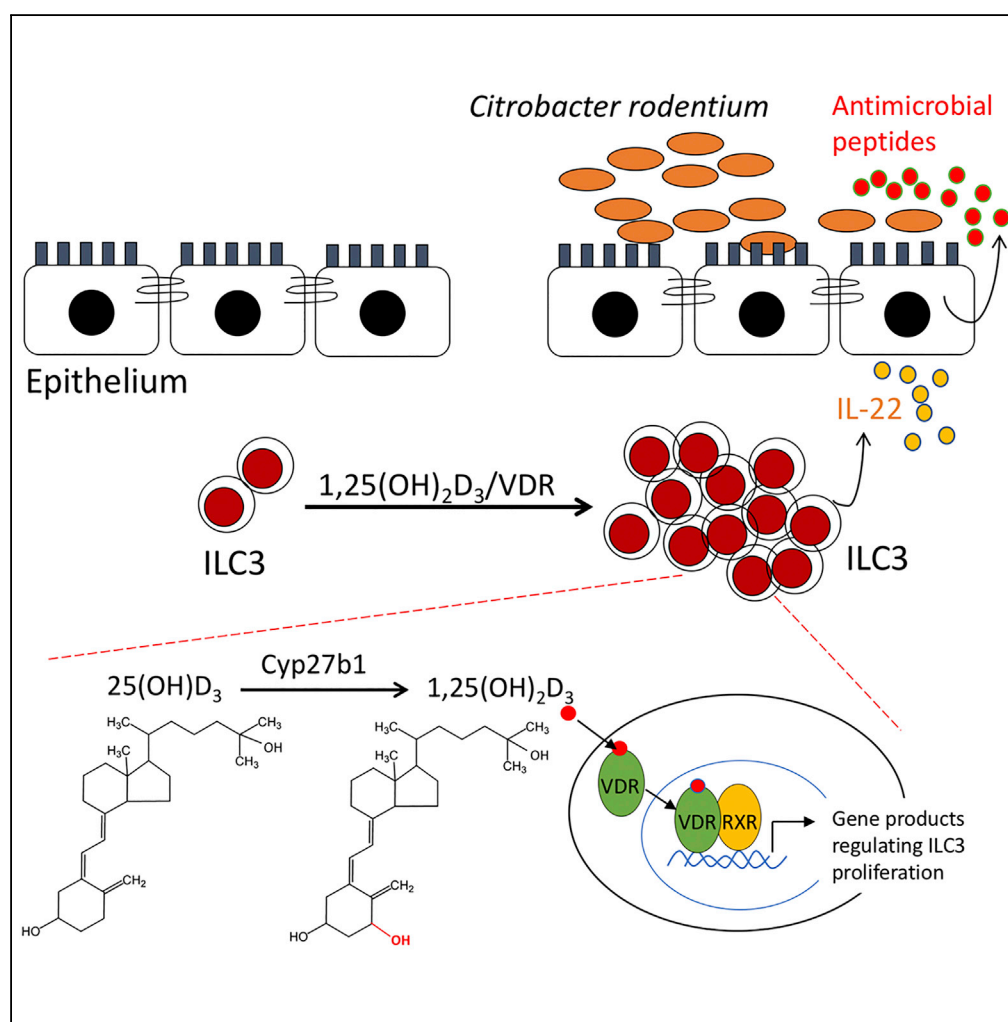 Citrobacter rodentium
Antimicrobial
peptides
Epithelium
IL-22
1,25(OH)₂D₃/VDR
ILC3
ILC3
Cyp27b1
25(OH)D₃
1,25(OH)₂D₃
CH₃
CH₃
H₃C
OH
CH₃
CH₂
HO
CH₃
CH₃
H₃C
OH
CH₃
CH₂
HO
OH
VDR
VDR
RXR
Gene products
regulating ILC3
proliferation